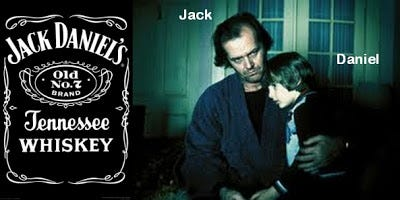 JACK DANIEL'S
Old
No.7
BRAND
Tennessee
WHISKEY
Jack
Daniel